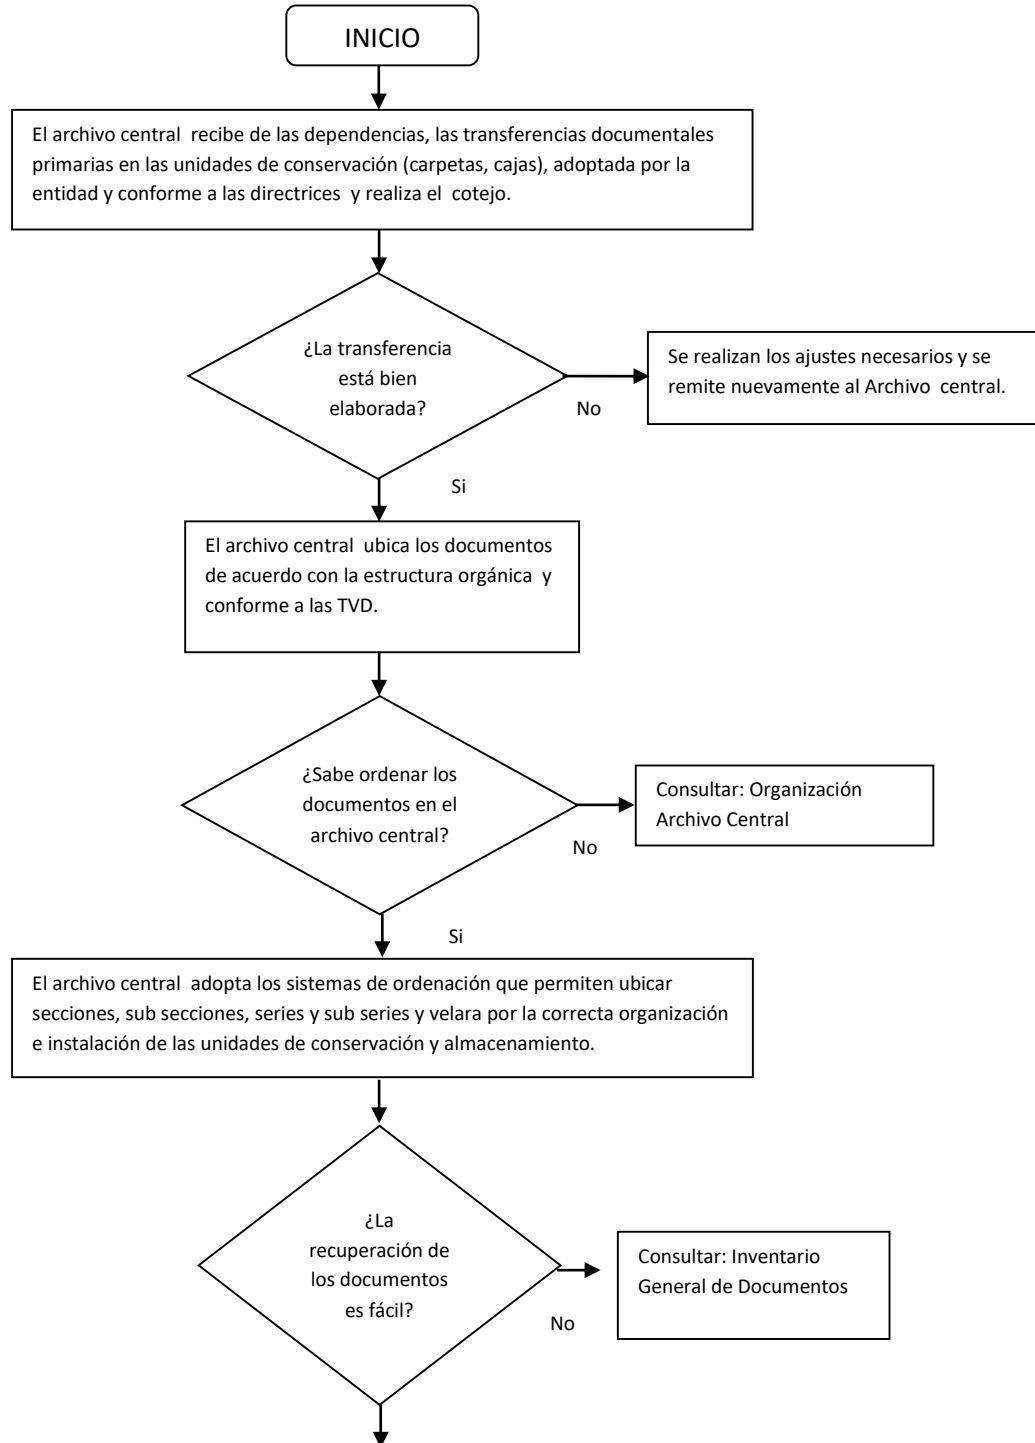 INICIO
El archivo central  recibe de las dependencias, las transferencias documentales
primarias en las unidades de conservación (carpetas, cajas), adoptada por la
entidad y conforme a las directrices  y realiza el  cotejo.
¿La transferencia
está bien
elaborada?
No
Se realizan los ajustes necesarios y se
remite nuevamente al Archivo  central.
Si
El archivo central  ubica los documentos
de acuerdo con la estructura orgánica  y
conforme a las TVD.
¿Sabe ordenar los
documentos en el
archivo central?
No
Consultar: Organización
Archivo Central
Si
El archivo central  adopta los sistemas de ordenación que permiten ubicar
secciones, sub secciones, series y sub series y velara por la correcta organización
e instalación de las unidades de conservación y almacenamiento.
¿La
recuperación de
los documentos
es fácil?
No
Consultar: Inventario
General de Documentos